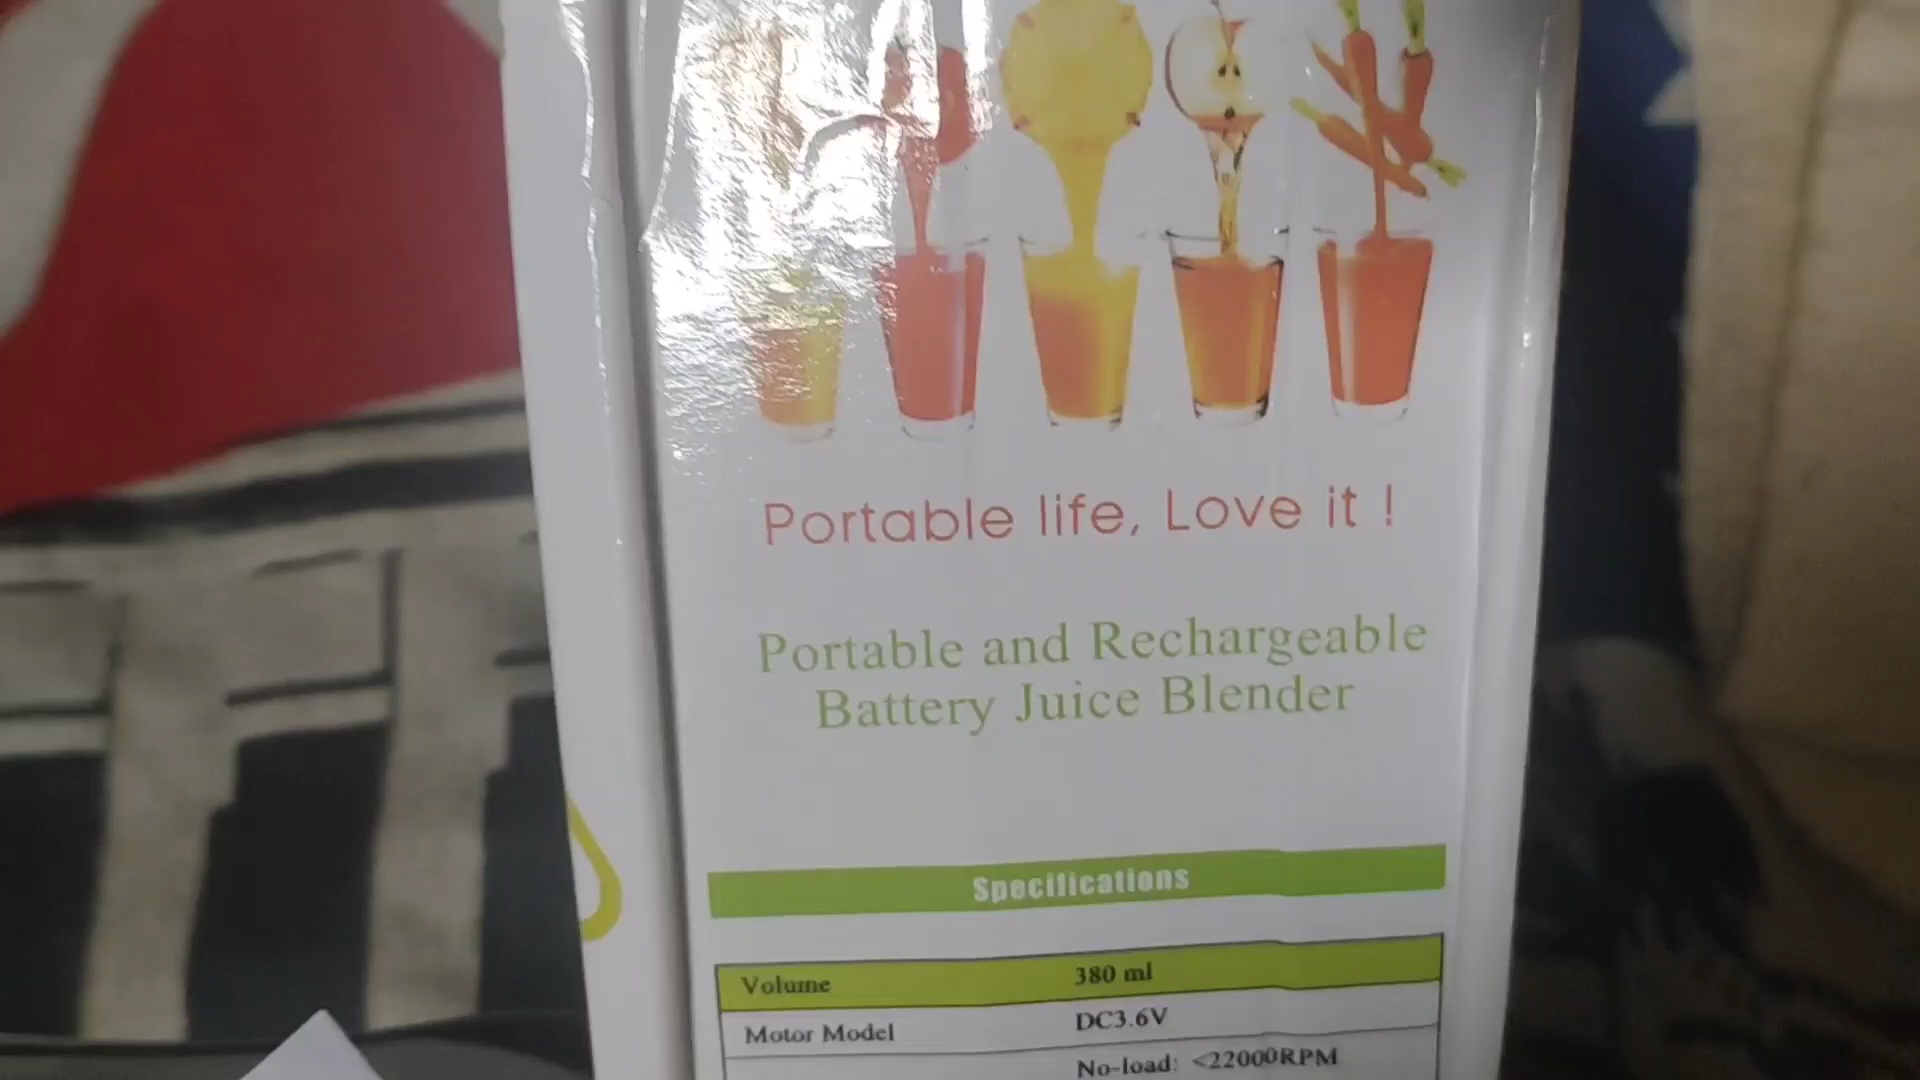 Portable life, Love it !
Portable and Rechargeable
Battery Juice Blender
Specifications
Volume 380 ml
Motor Model DC3.6V
No-load: <22000RPM